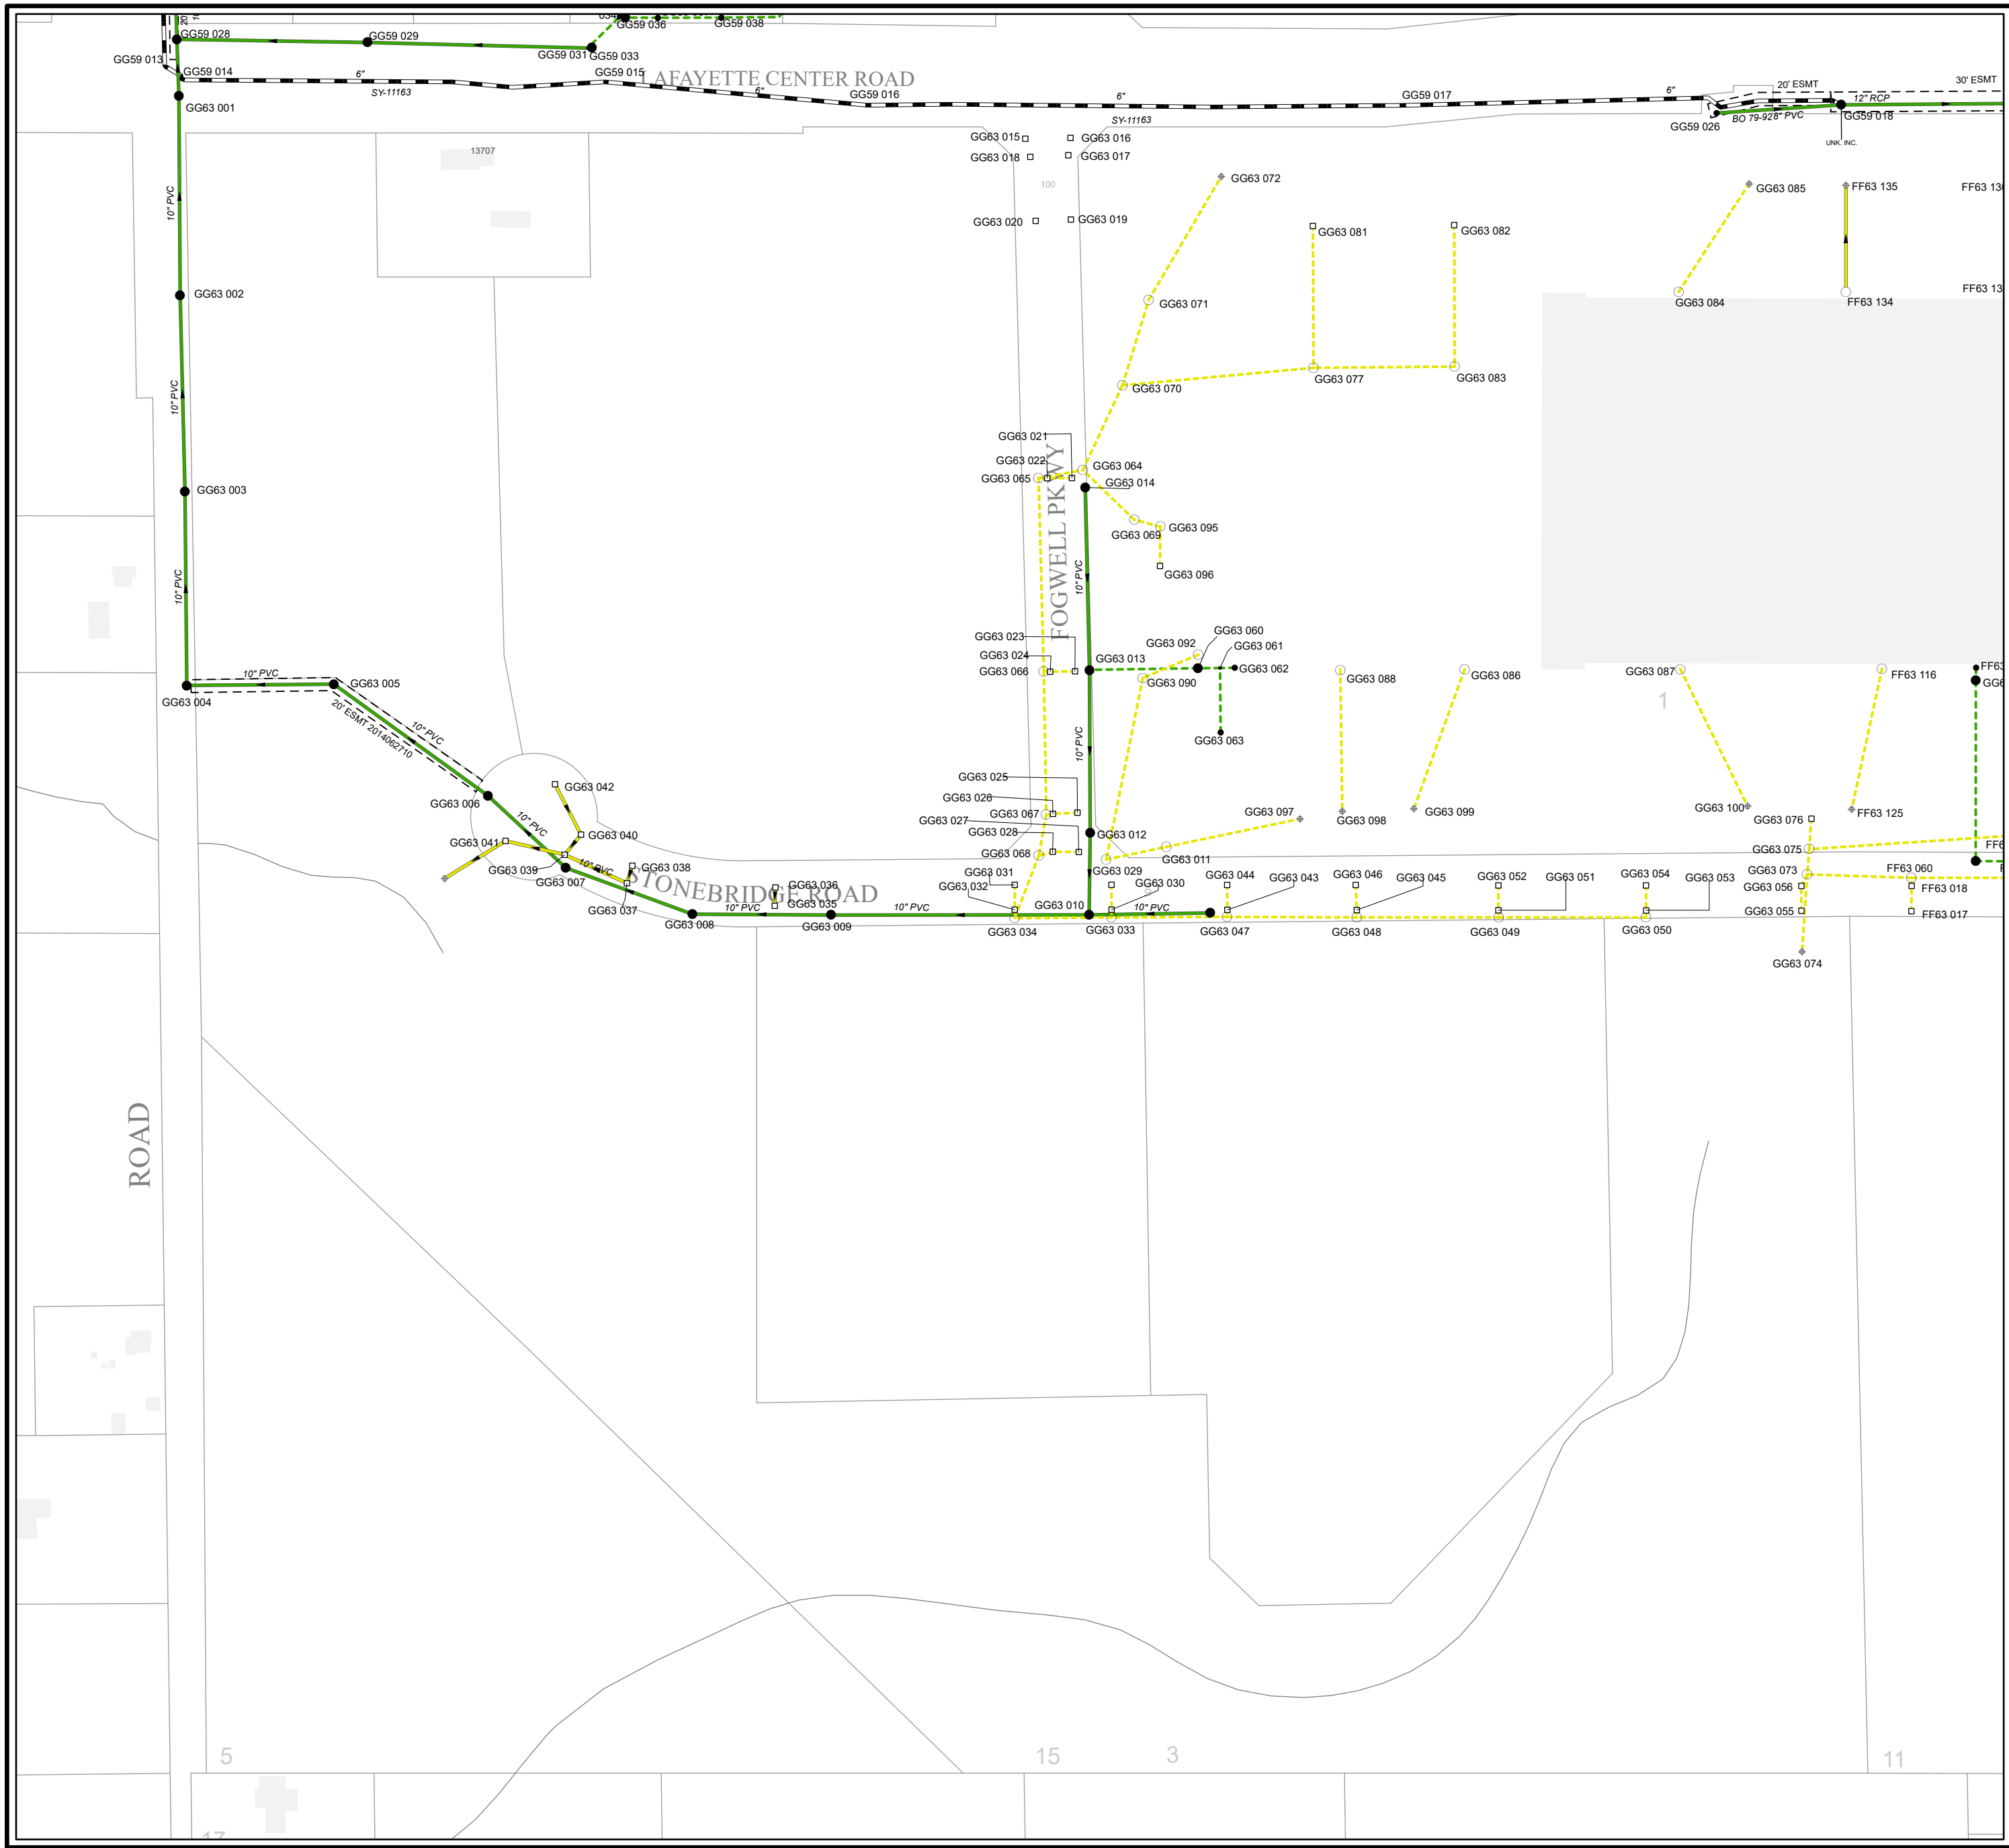 GG59 036
GG59 038
GG59 028
GG59 029
GG59 031
GG59 033
GG59 013
GG59 014
6"
SY-11163
GG59 015
LAFAYETTE CENTER ROAD
6"
GG59 016
6"
SY-11163
GG59 017
6"
20' ESMT
30' ESMT
12" RCP
GG59 018
BO 79-92
8" PVC
GG59 026
UNK. INC.
GG63 001
13707
GG63 015
GG63 016
GG63 018
GG63 017
100
GG63 020
GG63 019
GG63 072
GG63 085
FF63 135
GG63 081
GG63 082
10" PVC
GG63 002
GG63 071
GG63 084
FF63 134
GG63 070
GG63 077
GG63 083
10" PVC
GG63 021
GG63 022
GG63 065
GG63 064
GG63 014
GG63 003
FOGWELL PKWY
GG63 069
GG63 095
GG63 096
10" PVC
10" PVC
GG63 023
GG63 024
GG63 066
GG63 013
GG63 092
GG63 060
GG63 061
GG63 062
GG63 090
GG63 063
GG63 088
GG63 086
GG63 087
FF63 116
1
10" PVC
GG63 005
GG63 004
20' ESMT 2014062710
10" PVC
10" PVC
GG63 006
GG63 042
GG63 025
GG63 026
GG63 067
GG63 027
GG63 028
GG63 068
GG63 012
GG63 011
GG63 097
GG63 098
GG63 099
GG63 100
GG63 076
FF63 125
GG63 075
GG63 041
GG63 040
10" PVC
GG63 039
GG63 007
10" PVC
GG63 038
GG63 037
STONEBRIDGE ROAD
GG63 036
GG63 035
GG63 031
GG63 032
GG63 029
GG63 030
GG63 044
GG63 043
GG63 046
GG63 045
GG63 052
GG63 051
GG63 054
GG63 053
GG63 073
GG63 056
GG63 055
FF63 060
FF63 018
FF63 017
GG63 008
10" PVC
GG63 009
10" PVC
GG63 010
10" PVC
GG63 034
GG63 033
GG63 047
GG63 048
GG63 049
GG63 050
GG63 074
ROAD
5
15
3
11